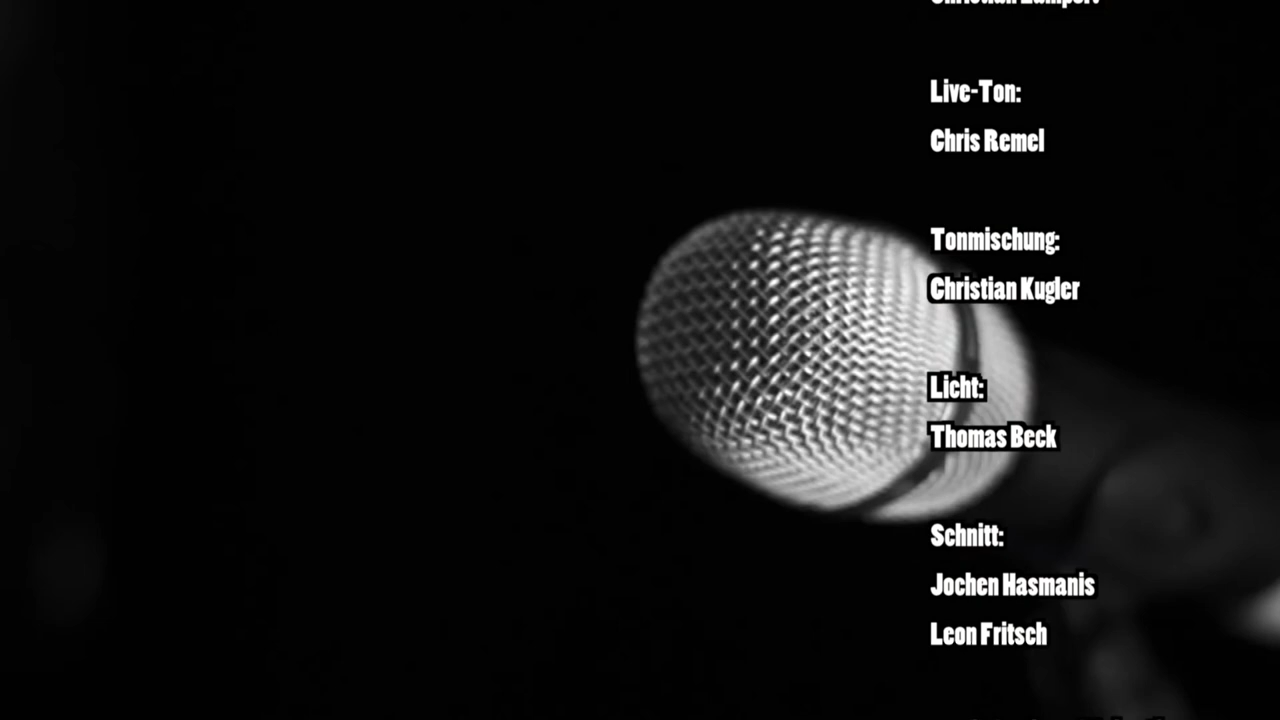 Live-Ton:
Chris Remel
Tonmischung:
Christian Kugler
Licht:
Thomas Beck
Schnitt:
Jochen Hasmanis
Leon Fritsch